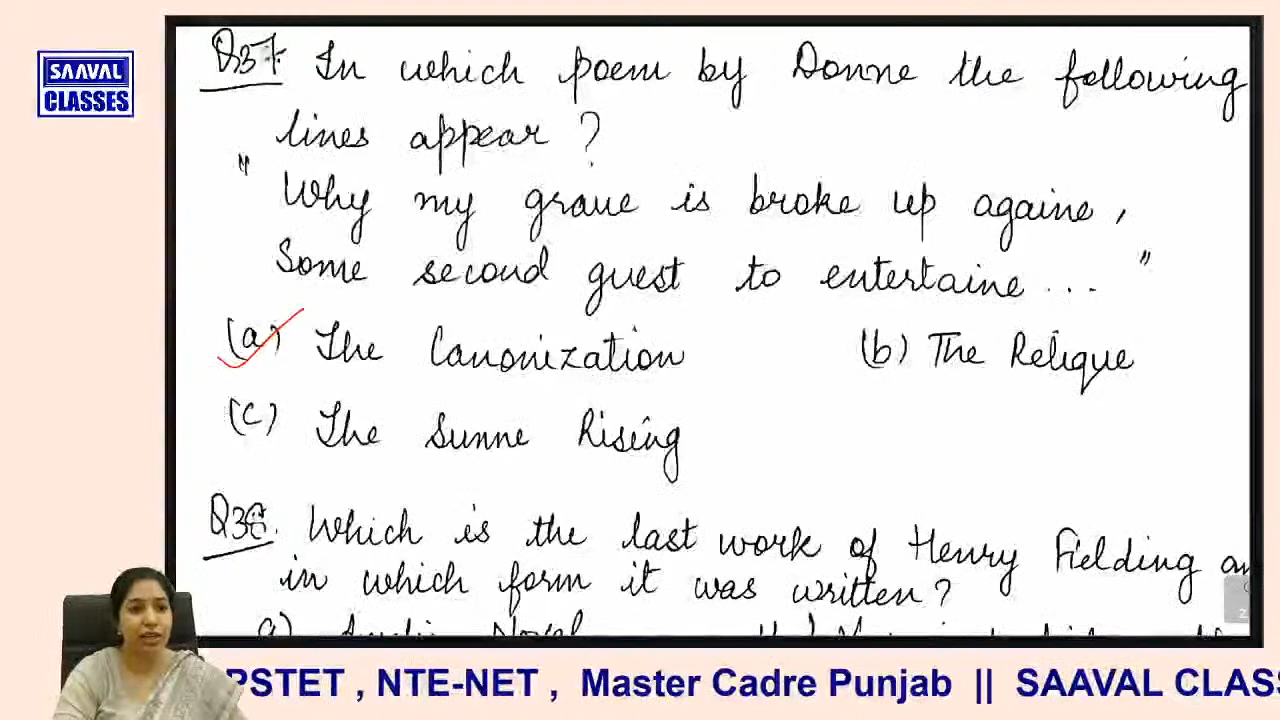 SAAVAL
CLASSES
Q37. In which poem by Donne the following
lines appear?
" Why my grave is broke up againe,
Some second guest to entertaine ... "
(a) The Canonization (b) The Relique
(c) The Sunne Rising
Q38. Which is the last work of Henry Fielding
in which form it was written?
PSTET , NTE-NET , Master Cadre Punjab || SAAVAL CLASS